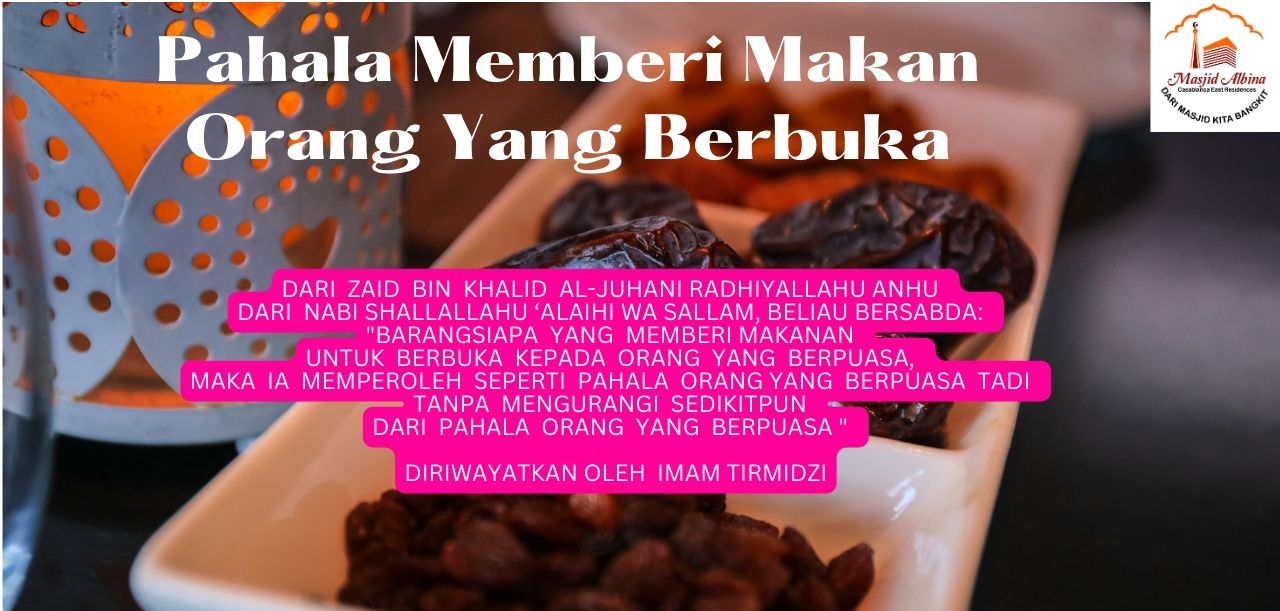 Pahala Memberi Makan
Orang Yang Berbuka
Masjid Albina
Casablanca East Residences
DARI MASJID KITA BANGKIT
DARI ZAID BIN KHALID AL-JUHANI RADHIYALLAHU ANHU
DARI NABI SHALLALLAHU ‘ALAIHI WA SALLAM, BELIAU BERSABDA:
"BARANGSIAPA YANG MEMBERI MAKANAN
UNTUK BERBUKA KEPADA ORANG YANG BERPUASA,
MAKA IA MEMPEROLEH SEPERTI PAHALA ORANG YANG BERPUASA TADI
TANPA MENGURANGI SEDIKITPUN
DARI PAHALA ORANG YANG BERPUASA "
DIRIWAYATKAN OLEH IMAM TIRMIDZI